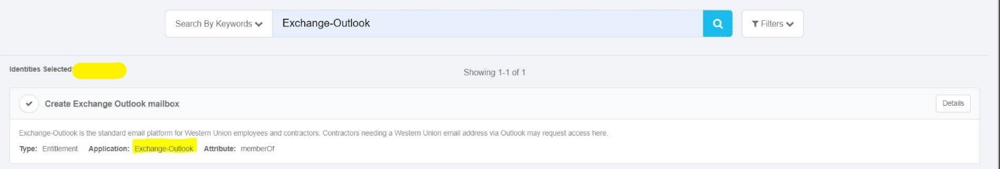 Search By Keywords Exchange-Outlook Filters
Identities Selected:
Showing 1-1 of 1
Create Exchange Outlook mailbox Details
Exchange-Outlook is the standard email platform for Western Union employees and contractors. Contractors needing a Western Union email address via Outlook may request access here.
Type: Entitlement Application: Exchange-Outlook Attribute: memberOf